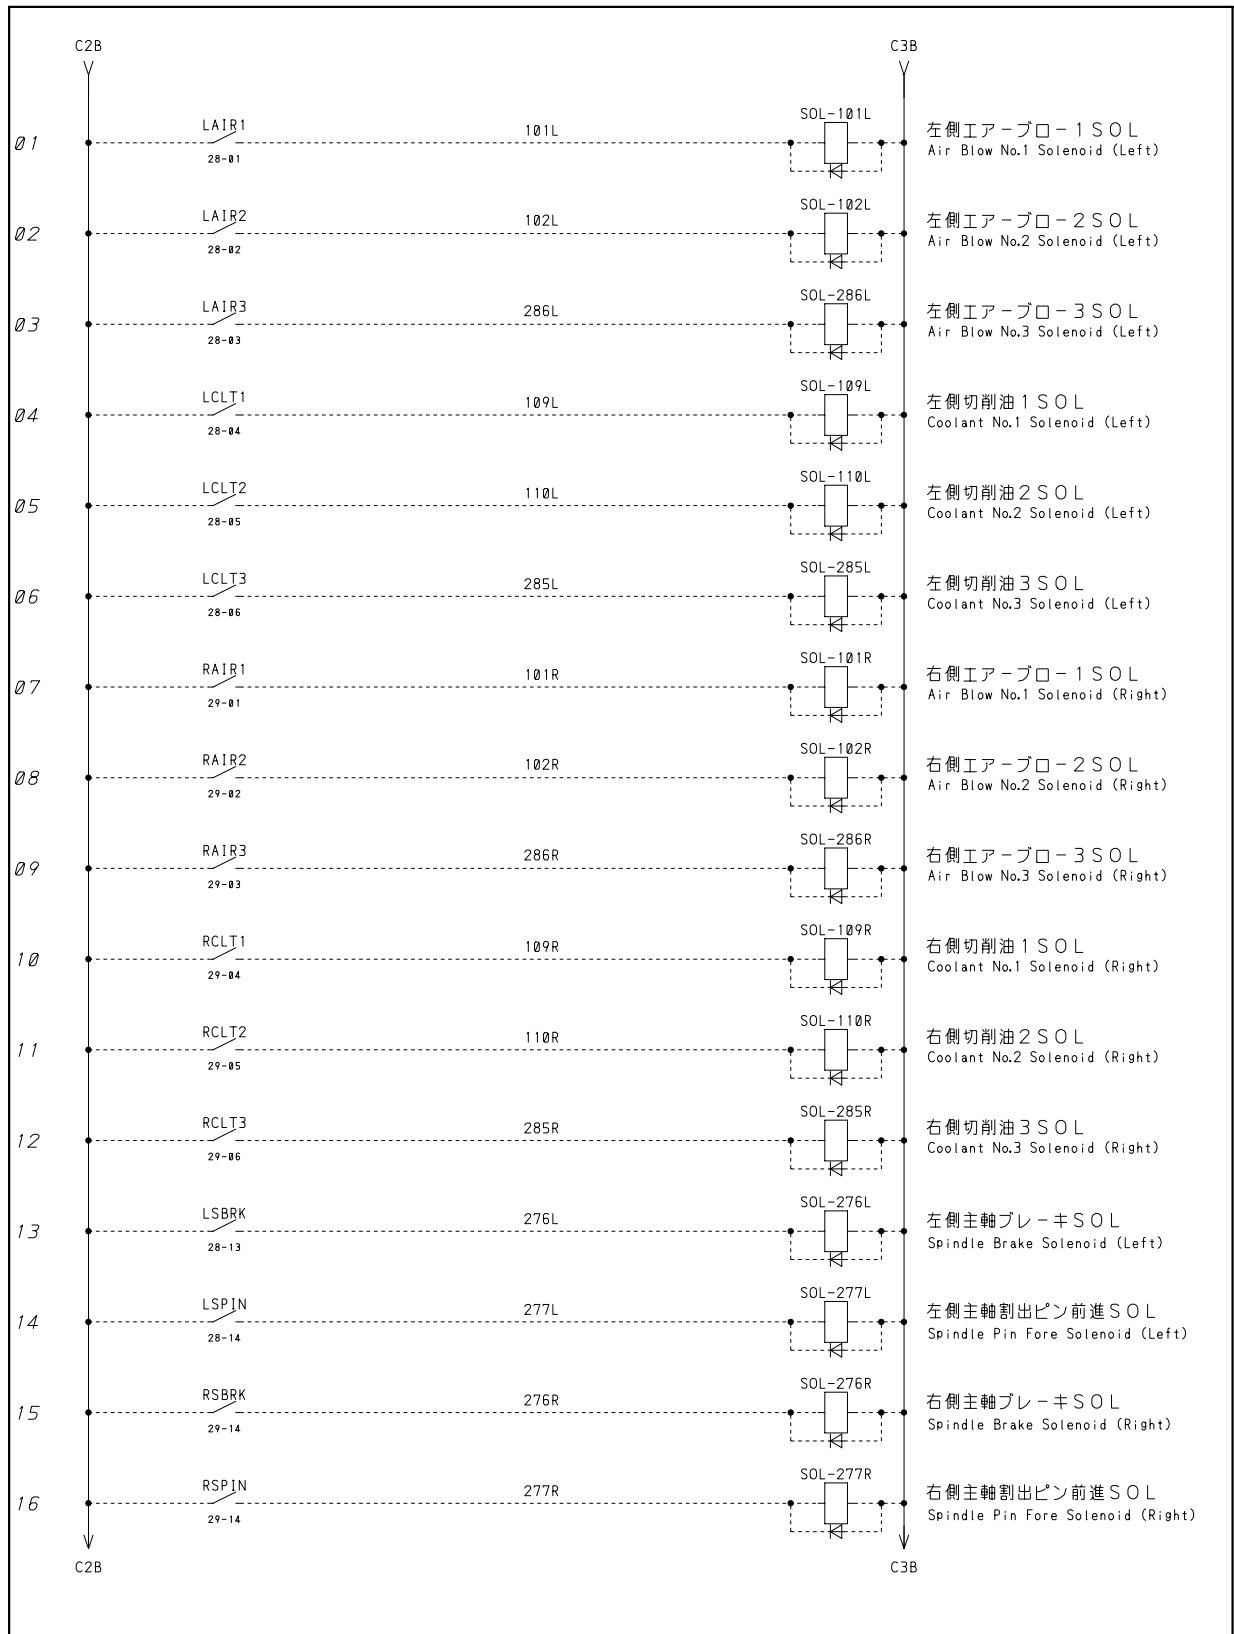 C2B C3B
LAIR1 101L SOL-101L 左側エアーブロー1SOL
01 28-01 Air Blow No.1 Solenoid (Left)
LAIR2 102L SOL-102L 左側エアーブロー2SOL
02 28-02 Air Blow No.2 Solenoid (Left)
LAIR3 286L SOL-286L 左側エアーブロー3SOL
03 28-03 Air Blow No.3 Solenoid (Left)
LCLT1 109L SOL-109L 左側切削油1SOL
04 28-04 Coolant No.1 Solenoid (Left)
LCLT2 110L SOL-110L 左側切削油2SOL
05 28-05 Coolant No.2 Solenoid (Left)
LCLT3 285L SOL-285L 左側切削油3SOL
06 28-06 Coolant No.3 Solenoid (Left)
RAIR1 101R SOL-101R 右側エアーブロー1SOL
07 29-01 Air Blow No.1 Solenoid (Right)
RAIR2 102R SOL-102R 右側エアーブロー2SOL
08 29-02 Air Blow No.2 Solenoid (Right)
RAIR3 286R SOL-286R 右側エアーブロー3SOL
09 29-03 Air Blow No.3 Solenoid (Right)
RCLT1 109R SOL-109R 右側切削油1SOL
10 29-04 Coolant No.1 Solenoid (Right)
RCLT2 110R SOL-110R 右側切削油2SOL
11 29-05 Coolant No.2 Solenoid (Right)
RCLT3 285R SOL-285R 右側切削油3SOL
12 29-06 Coolant No.3 Solenoid (Right)
LSBRK 276L SOL-276L 左側主軸ブレーキSOL
13 28-13 Spindle Brake Solenoid (Left)
LSPIN 277L SOL-277L 左側主軸割出ピン前進SOL
14 28-14 Spindle Pin Fore Solenoid (Left)
RSBRK 276R SOL-276R 右側主軸ブレーキSOL
15 29-14 Spindle Brake Solenoid (Right)
RSPIN 277R SOL-277R 右側主軸割出ピン前進SOL
16 29-14 Spindle Pin Fore Solenoid (Right)
C2B C3B